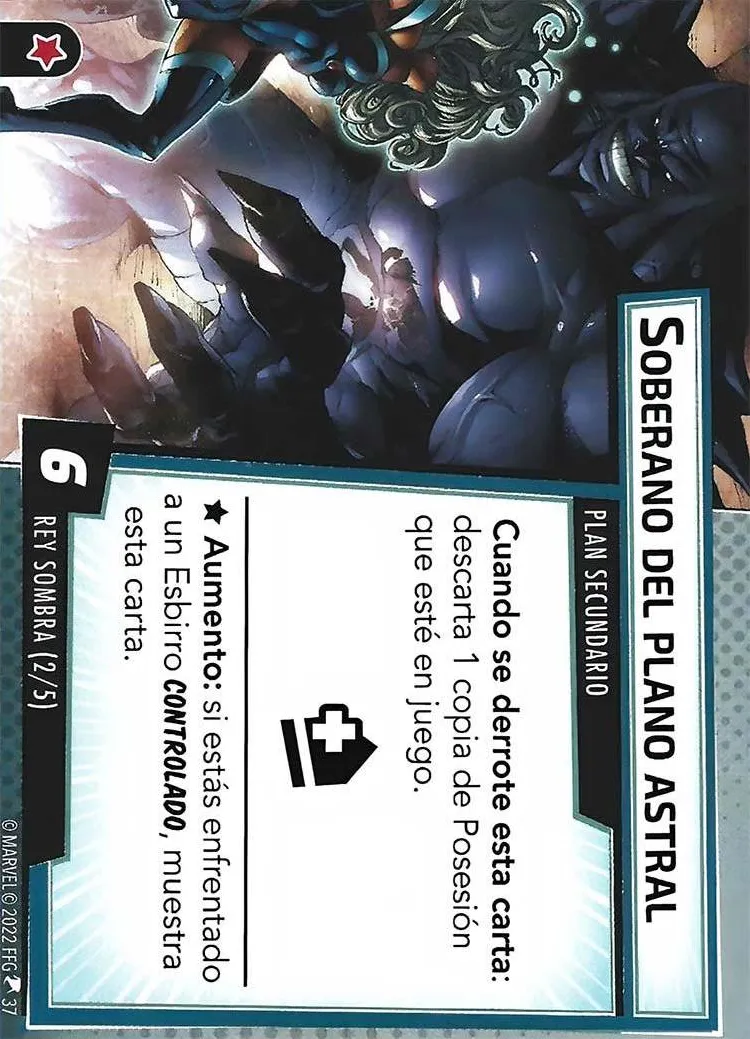 SOBERANO DEL PLANO ASTRAL
PLAN SECUNDARIO
Cuando se derrote esta carta:
descarta 1 copia de Posesión
que esté en juego.
★ Aumento: si estás enfrentado
a un Esbirro CONTROLADO, muestra
esta carta.
6
REY SOMBRA (2/5)
© MARVEL © 2022 FFG 37